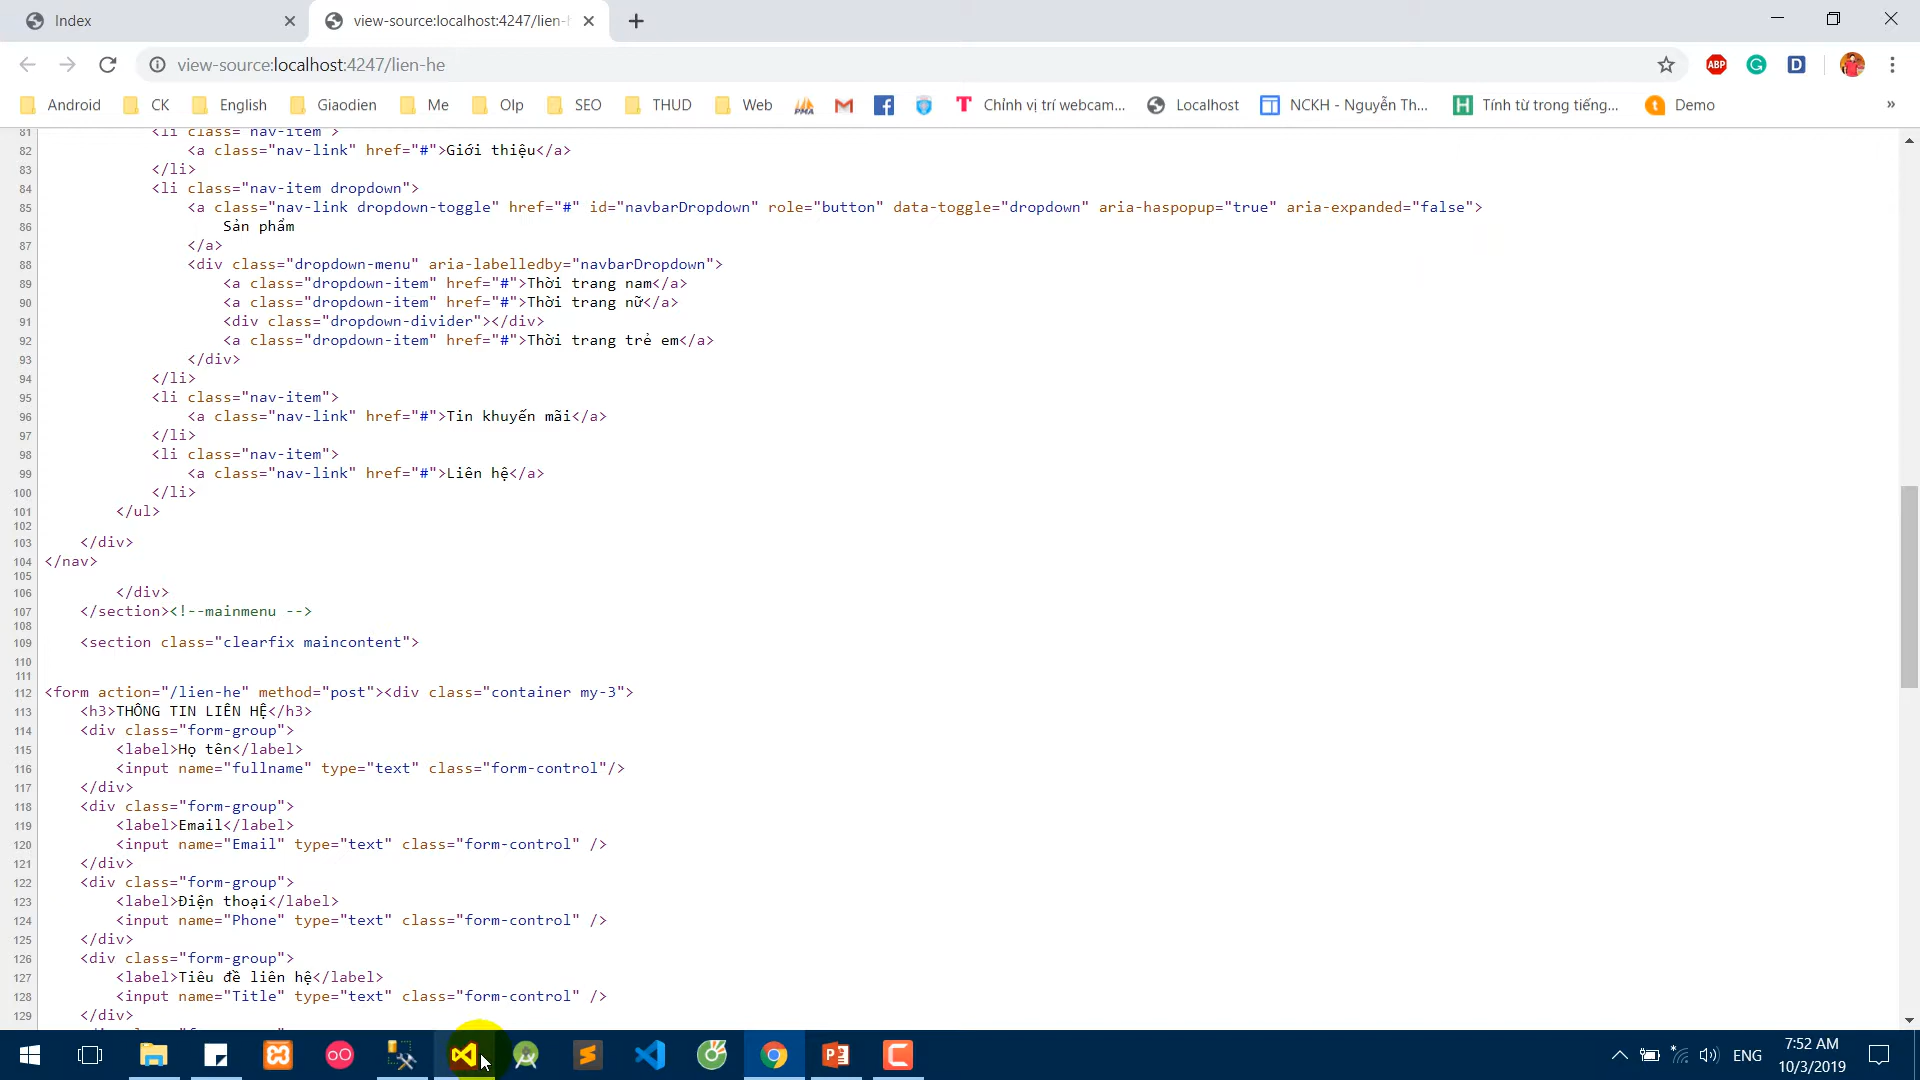 Index
view-source:localhost:4247/lien-h
view-source:localhost:4247/lien-he
ABP
Android CK English Giaodien Me Olp SEO THUD Web Chỉnh vị trí webcam... Localhost NCKH - Nguyễn Th... Tính từ trong tiếng... Demo »
81 <li class="nav-item">
82 <a class="nav-link" href="#">Giới thiệu</a>
83 </li>
84 <li class="nav-item dropdown">
85 <a class="nav-link dropdown-toggle" href="#" id="navbarDropdown" role="button" data-toggle="dropdown" aria-haspopup="true" aria-expanded="false">
86 Sản phẩm
87 </a>
88 <div class="dropdown-menu" aria-labelledby="navbarDropdown">
89 <a class="dropdown-item" href="#">Thời trang nam</a>
90 <a class="dropdown-item" href="#">Thời trang nữ</a>
91 <div class="dropdown-divider"></div>
92 <a class="dropdown-item" href="#">Thời trang trẻ em</a>
93 </div>
94 </li>
95 <li class="nav-item">
96 <a class="nav-link" href="#">Tin khuyến mãi</a>
97 </li>
98 <li class="nav-item">
99 <a class="nav-link" href="#">Liên hệ</a>
100 </li>
101 </ul>
102
103 </div>
104 </nav>
105
106 </div>
107 </section><!--mainmenu -->
108
109 <section class="clearfix maincontent">
110
111
112 <form action="/lien-he" method="post"><div class="container my-3">
113 <h3>THÔNG TIN LIÊN HỆ</h3>
114 <div class="form-group">
115 <label>Họ tên</label>
116 <input name="fullname" type="text" class="form-control"/>
117 </div>
118 <div class="form-group">
119 <label>Email</label>
120 <input name="Email" type="text" class="form-control" />
121 </div>
122 <div class="form-group">
123 <label>Điện thoại</label>
124 <input name="Phone" type="text" class="form-control" />
125 </div>
126 <div class="form-group">
127 <label>Tiêu đề liên hệ</label>
128 <input name="Title" type="text" class="form-control" />
129 </div>
ENG
7:52 AM
10/3/2019